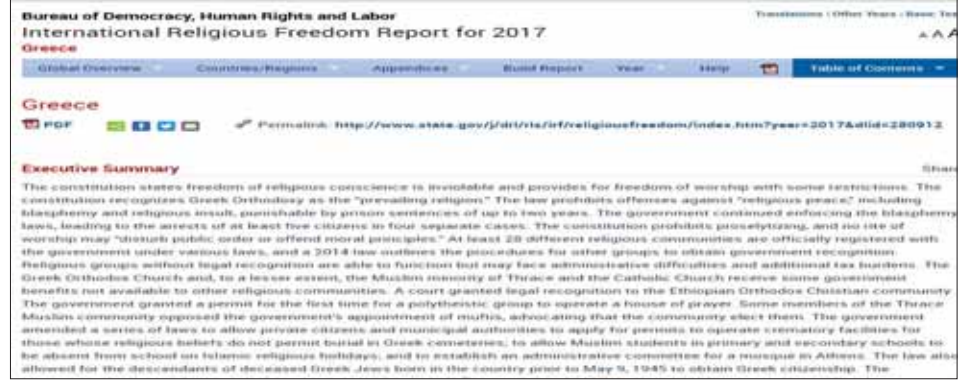 Bureau of Democracy, Human Rights and Labor
Translations | Other Years | Basic Tex
International Religious Freedom Report for 2017
A A A
Greece
Global Overview Countries/Regions Appendices Build Report Year Help Table of Contents
Greece
PDF Permalink: http://www.state.gov/j/drl/rls/irf/religiousfreedom/index.htm?year=2017&dlid=280912
Executive Summary
Share
The constitution states freedom of religious conscience is inviolable and provides for freedom of worship with some restrictions. The
constitution recognizes Greek Orthodoxy as the "prevailing religion." The law prohibits offenses against "religious peace," including
blasphemy and religious insult, punishable by prison sentences of up to two years. The government continued enforcing the blasphemy
laws, leading to the arrests of at least five citizens in four separate cases. The constitution prohibits proselytizing, and no rite of
worship may "disturb public order or offend moral principles." At least 28 different religious communities are officially registered with
the government under various laws, and a 2014 law outlines the procedures for other groups to obtain government recognition.
Religious groups without legal recognition are able to function but may face administrative difficulties and additional tax burdens. The
Greek Orthodox Church and, to a lesser extent, the Muslim minority of Thrace and the Catholic Church receive some government
benefits not available to other religious communities. A court granted legal recognition to the Ethiopian Orthodox Christian community
The government granted a permit for the first time for a polytheistic group to operate a house of prayer. Some members of the Thrace
Muslim community opposed the government's appointment of muftis, advocating that the community elect them. The government
amended a series of laws to allow private citizens and municipal authorities to apply for permits to operate crematory facilities for
those whose religious beliefs do not permit burial in Greek cemeteries; to allow Muslim students in primary and secondary schools to
be absent from school on Islamic religious holidays; and to establish an administrative committee for a mosque in Athens. The law also
allowed for the descendants of deceased Greek Jews born in the country prior to May 9, 1945 to obtain Greek citizenship. The